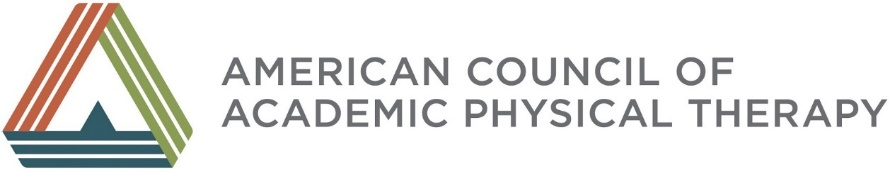 AMERICAN COUNCIL OF
ACADEMIC PHYSICAL THERAPY